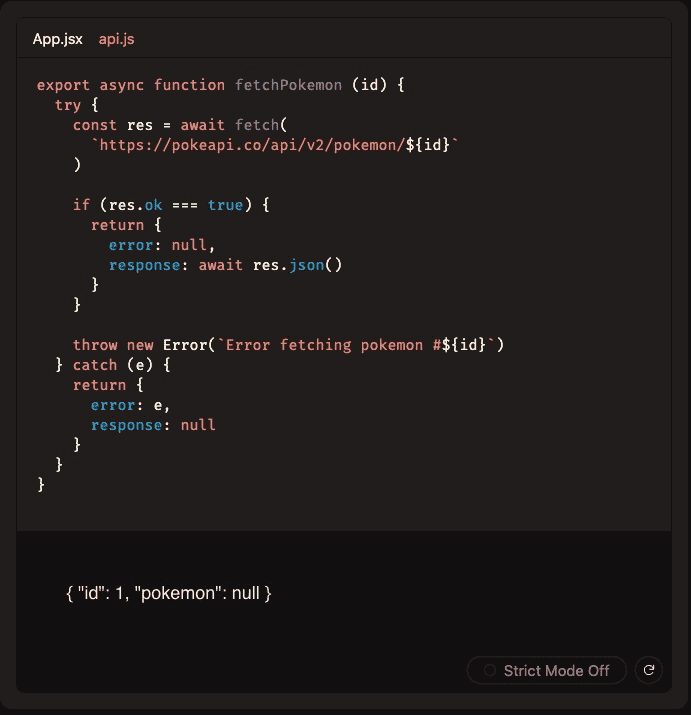 App.jsx api.js
export async function fetchPokemon (id) {
  try {
    const res = await fetch(
      `https://pokeapi.co/api/v2/pokemon/${id}`
    )

    if (res.ok === true) {
      return {
        error: null,
        response: await res.json()
      }
    }

    throw new Error(`Error fetching pokemon #${id}`)
  } catch (e) {
    return {
      error: e,
      response: null
    }
  }
}
{ "id": 1, "pokemon": null }
Strict Mode Off